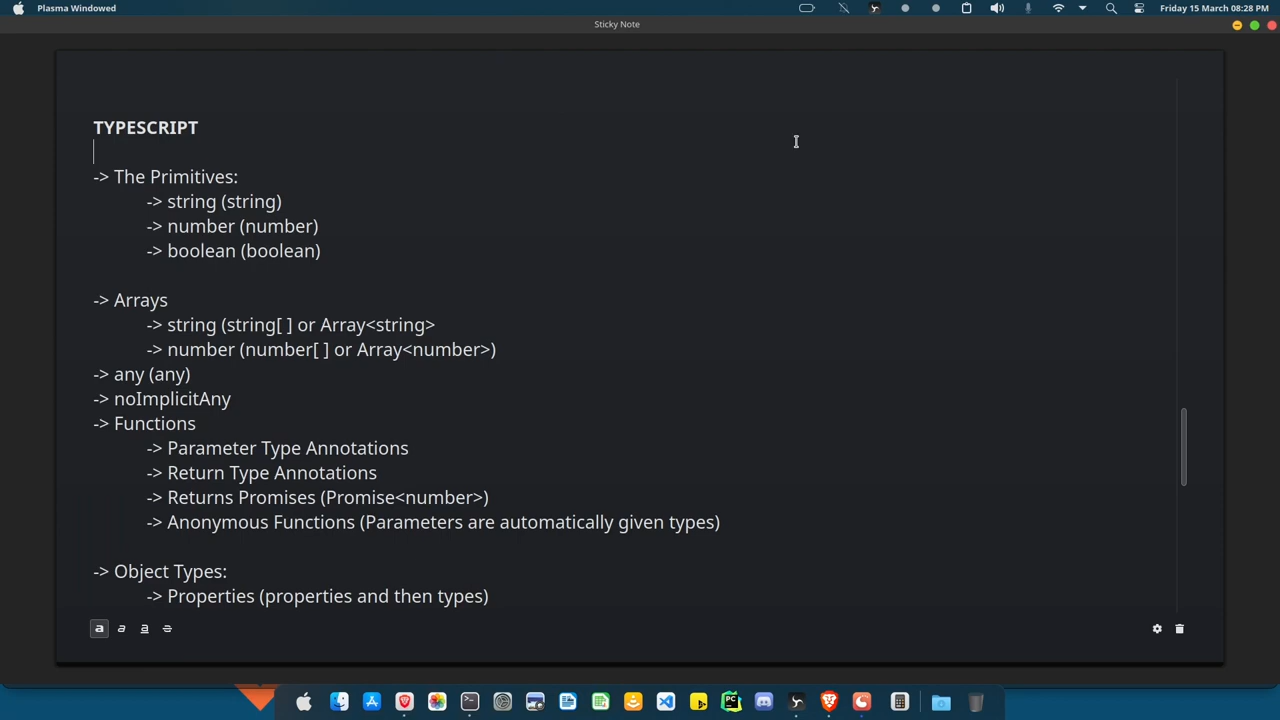 Plasma Windowed
Friday 15 March 08:28 PM
Sticky Note
TYPESCRIPT
-> The Primitives:
-> string (string)
-> number (number)
-> boolean (boolean)
-> Arrays
-> string (string[ ] or Array<string>
-> number (number[ ] or Array<number>)
-> any (any)
-> noImplicitAny
-> Functions
-> Parameter Type Annotations
-> Return Type Annotations
-> Returns Promises (Promise<number>)
-> Anonymous Functions (Parameters are automatically given types)
-> Object Types:
-> Properties (properties and then types)
a a a
PC